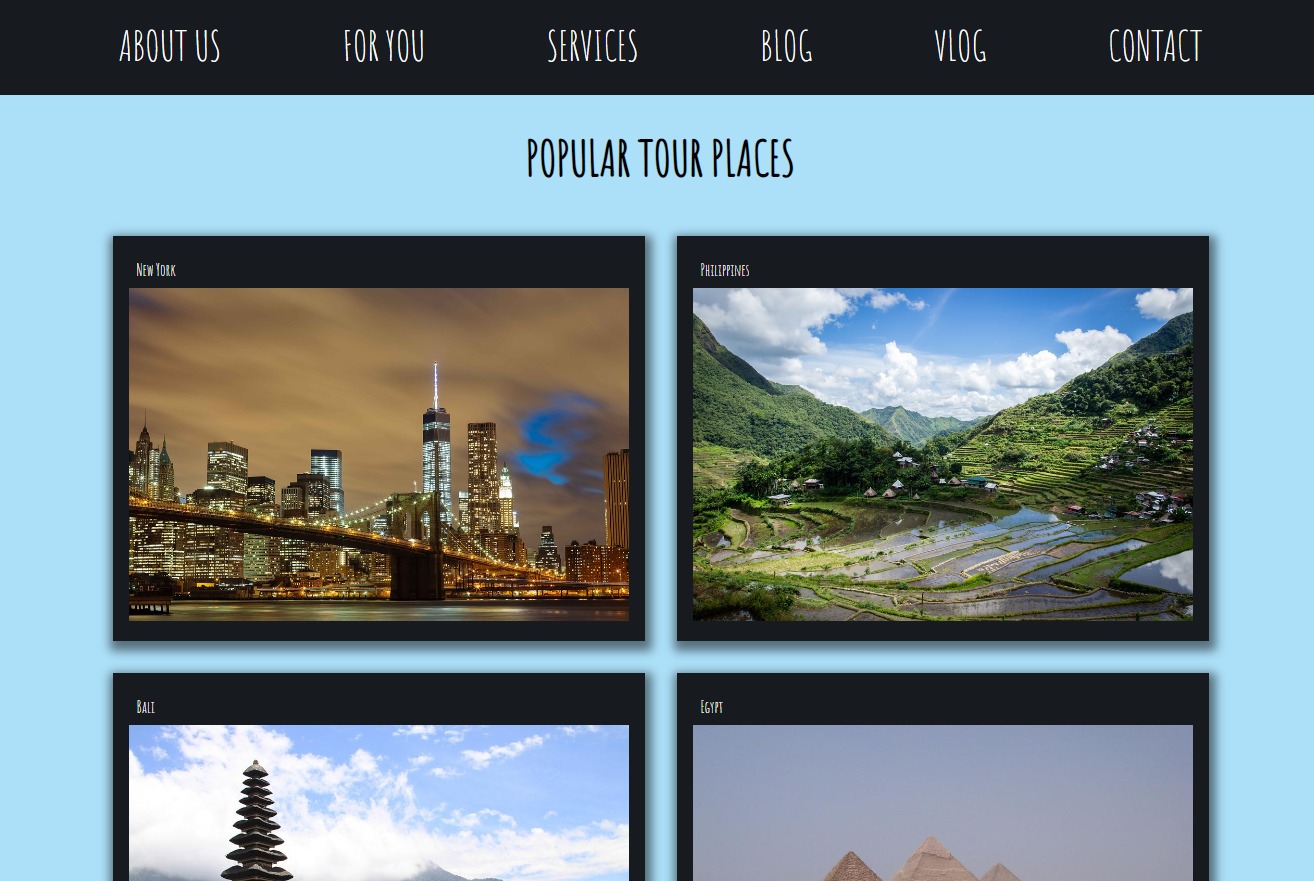 ABOUT US FOR YOU SERVICES BLOG VLOG CONTACT
POPULAR TOUR PLACES
New York
Philippines
Bali
Egypt